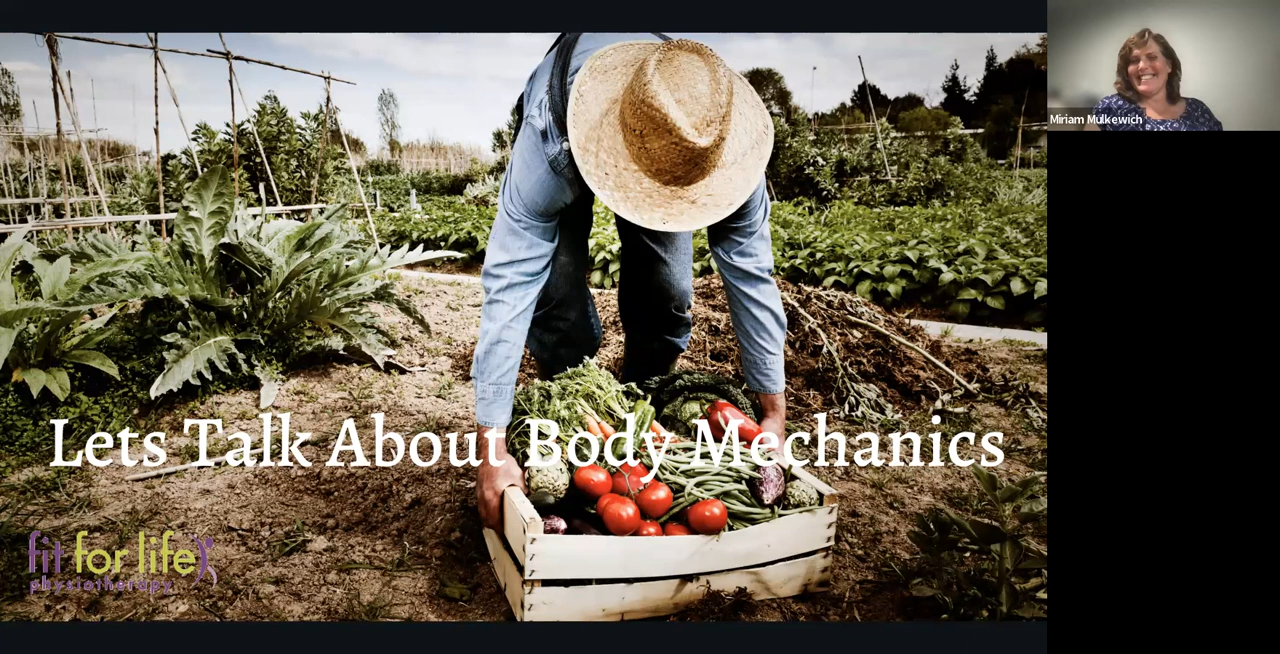 Miriam Mulkewich
Lets Talk About Body Mechanics
fit for life
physiotherapy